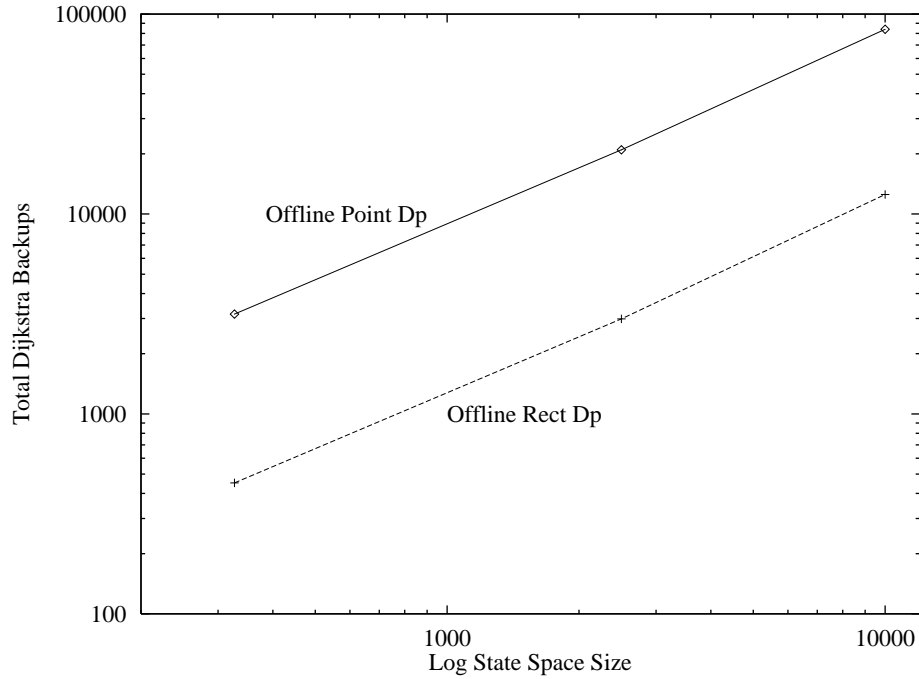 100000
10000
1000
100
Total Dijkstra Backups
Offline Point Dp
Offline Rect Dp
1000
10000
Log State Space Size